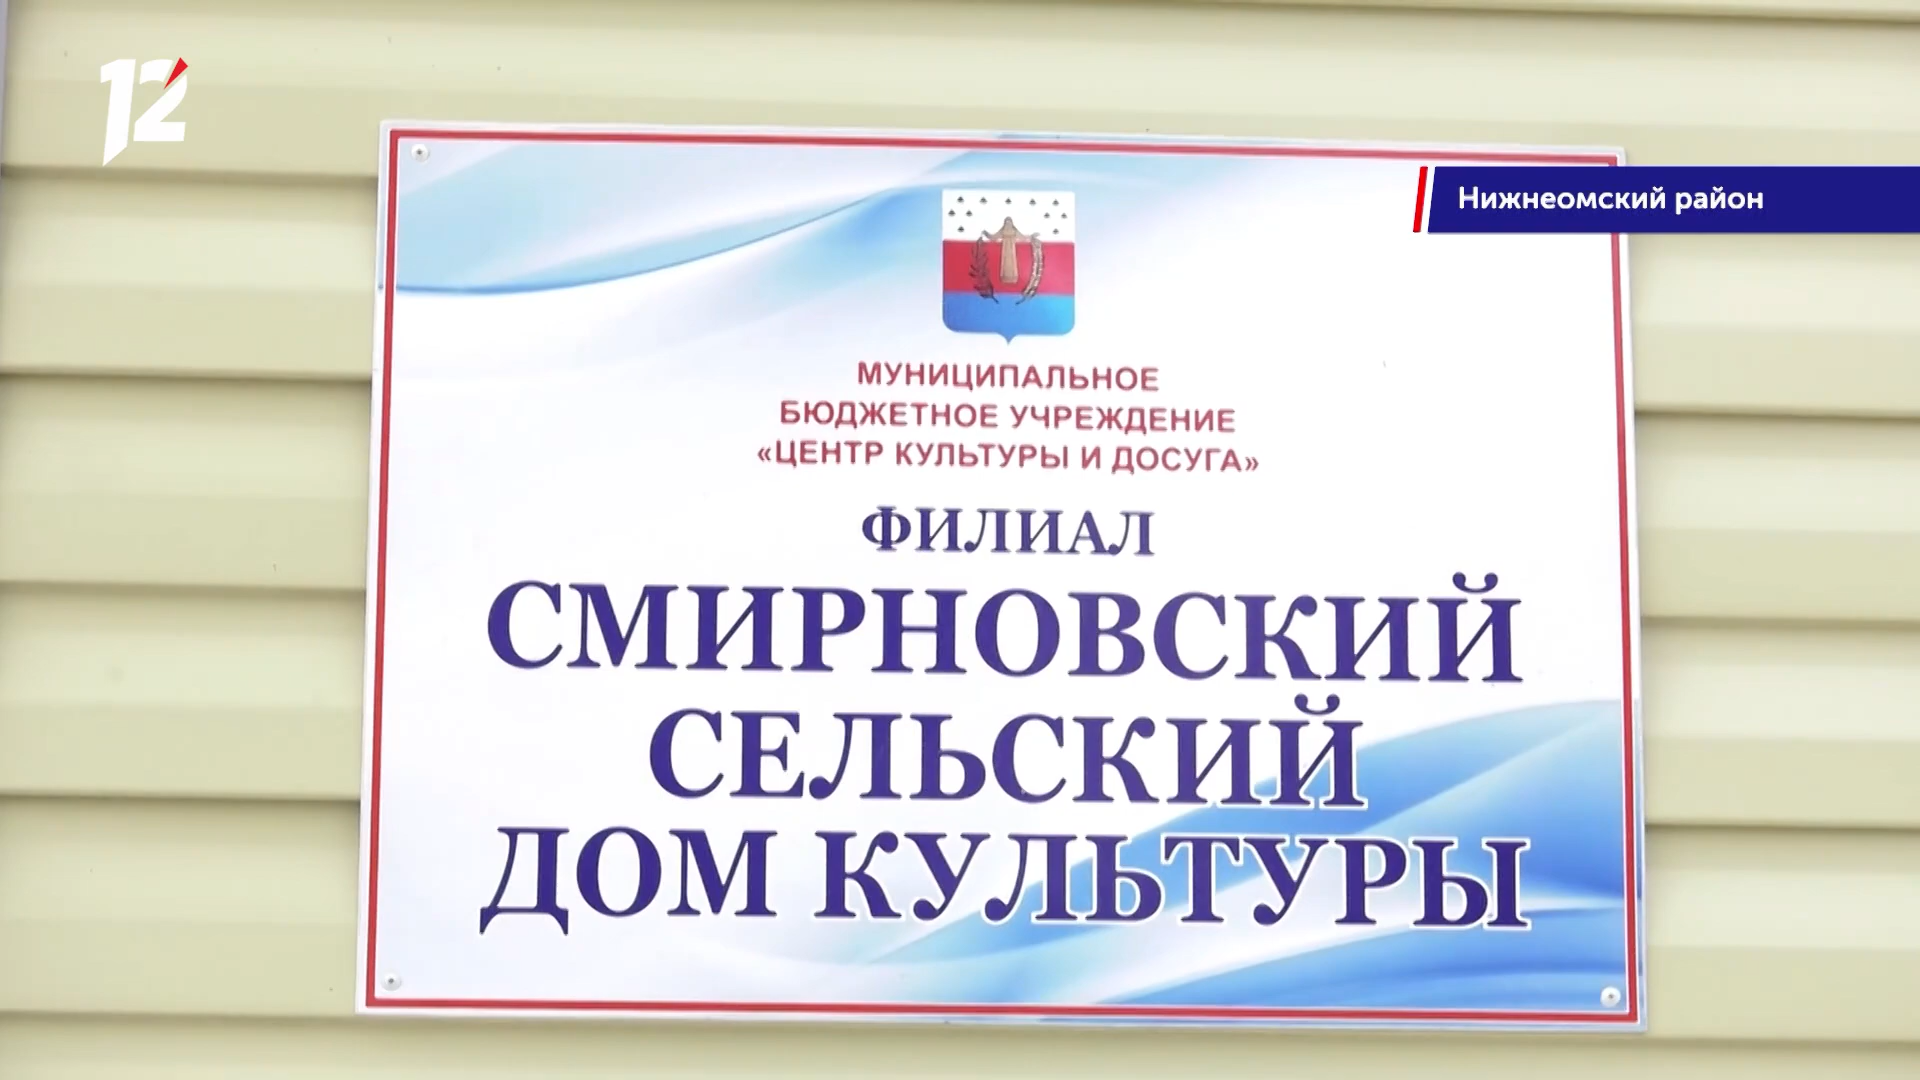 12
Нижнеомский район
МУНИЦИПАЛЬНОЕ
БЮДЖЕТНОЕ УЧРЕЖДЕНИЕ
«ЦЕНТР КУЛЬТУРЫ И ДОСУГА»
ФИЛИАЛ
СМИРНОВСКИЙ
СЕЛЬСКИЙ
ДОМ КУЛЬТУРЫ